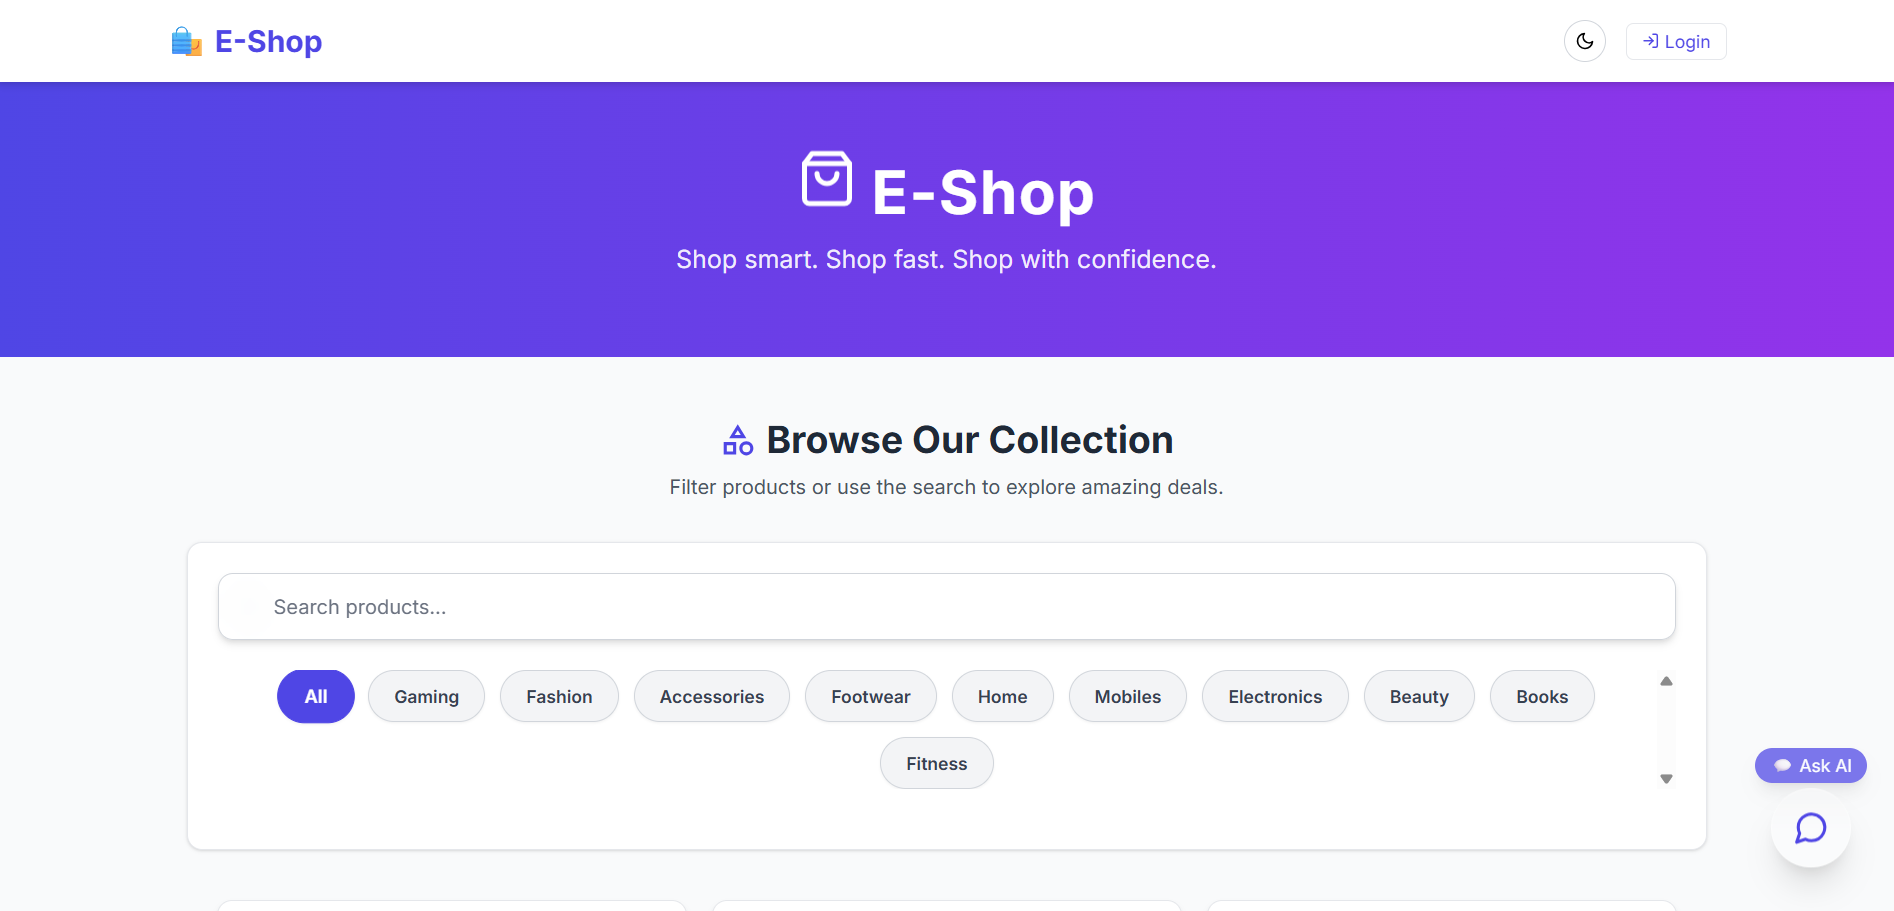 E-Shop
Login
E-Shop
Shop smart. Shop fast. Shop with confidence.
Browse Our Collection
Filter products or use the search to explore amazing deals.
Search products...
All Gaming Fashion Accessories Footwear Home Mobiles Electronics Beauty Books
Fitness
Ask AI